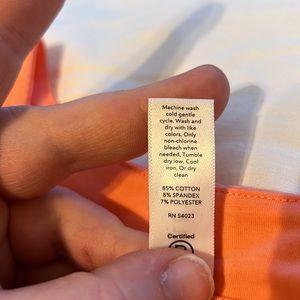 Machine wash
cold gentle
cycle, Wash and
dry with like
colors, Only
non-chlorine
bleach when
needed, Tumble
dry low, Cool
iron, Or dry
clean
85% COTTON
8% SPANDEX
7% POLYESTER
RN 54023
Certified
B